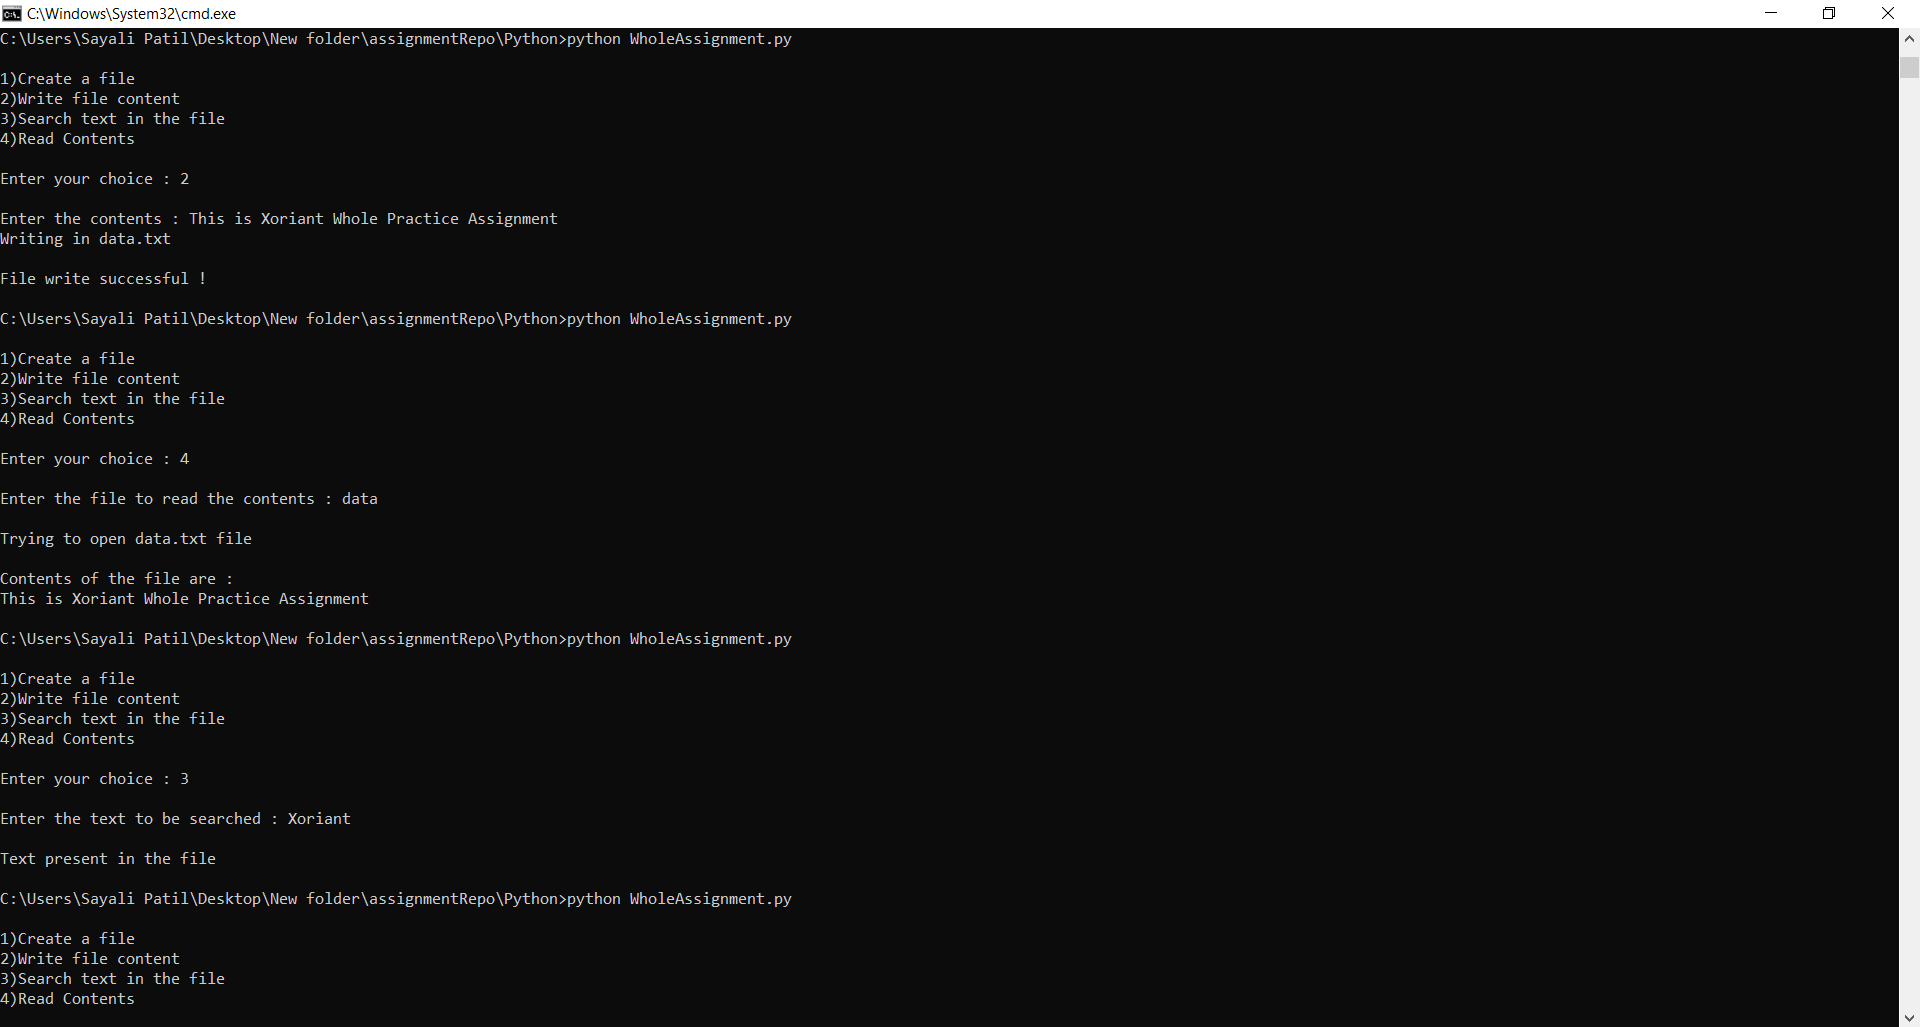 C:\Windows\System32\cmd.exe
C:\Users\Sayali Patil\Desktop\New folder\assignmentRepo\Python>python WholeAssignment.py
1)Create a file
2)Write file content
3)Search text in the file
4)Read Contents
Enter your choice : 2
Enter the contents : This is Xoriant Whole Practice Assignment
Writing in data.txt
File write successful !
C:\Users\Sayali Patil\Desktop\New folder\assignmentRepo\Python>python WholeAssignment.py
1)Create a file
2)Write file content
3)Search text in the file
4)Read Contents
Enter your choice : 4
Enter the file to read the contents : data
Trying to open data.txt file
Contents of the file are :
This is Xoriant Whole Practice Assignment
C:\Users\Sayali Patil\Desktop\New folder\assignmentRepo\Python>python WholeAssignment.py
1)Create a file
2)Write file content
3)Search text in the file
4)Read Contents
Enter your choice : 3
Enter the text to be searched : Xoriant
Text present in the file
C:\Users\Sayali Patil\Desktop\New folder\assignmentRepo\Python>python WholeAssignment.py
1)Create a file
2)Write file content
3)Search text in the file
4)Read Contents